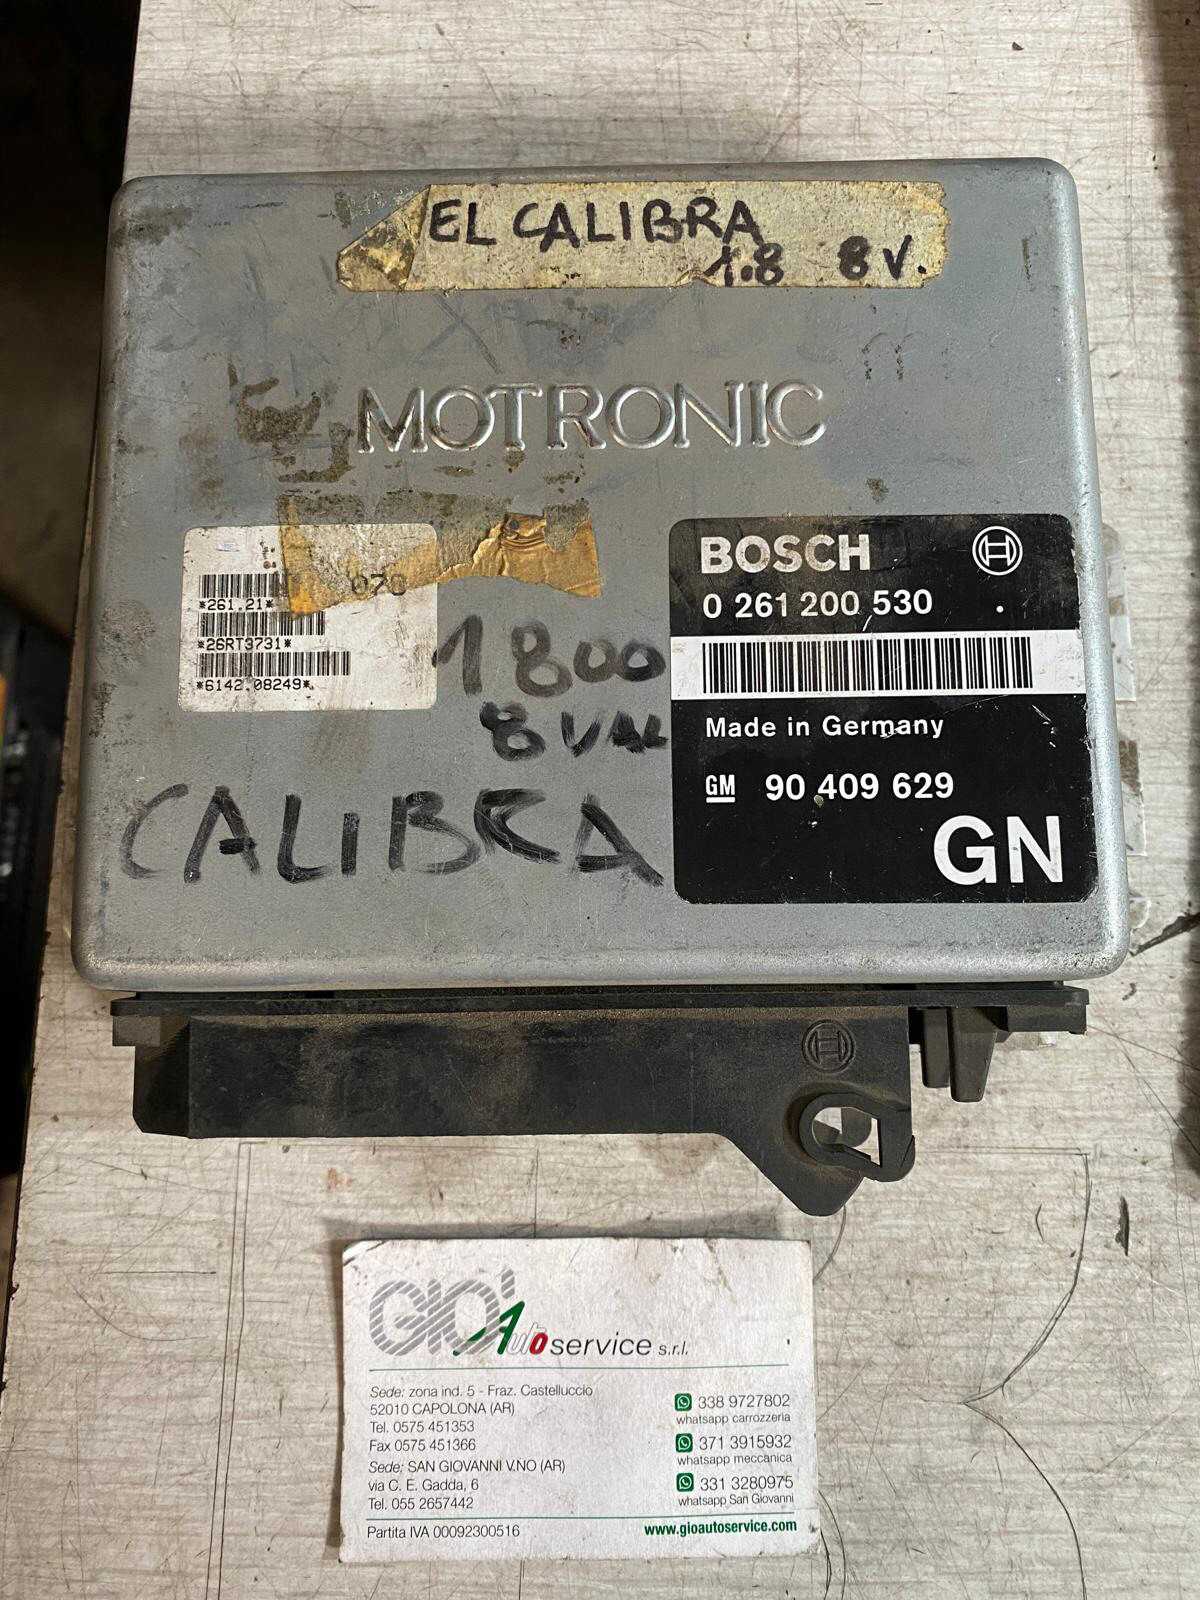 EL CALIBRA
1.8 8 V.
MOTRONIC
*261.21*
*26RT3731*
*6142.08249*
1800
8 VAL
CALIBRA
BOSCH
0 261 200 530
Made in Germany
GM 90 409 629
GN
GIO' Auto service s.r.l.
Sede: zona ind. 5 - Fraz. Castelluccio
52010 CAPOLONA (AR)
Tel. 0575 451353
Fax 0575 451366
Sede: SAN GIOVANNI V.NO (AR)
via C. E. Gadda, 6
Tel. 055 2657442
Partita IVA 00092300516
338 9727802
whatsapp carrozzeria
371 3915932
whatsapp meccanica
331 3280975
whatsapp San Giovanni
www.gioautoservice.com